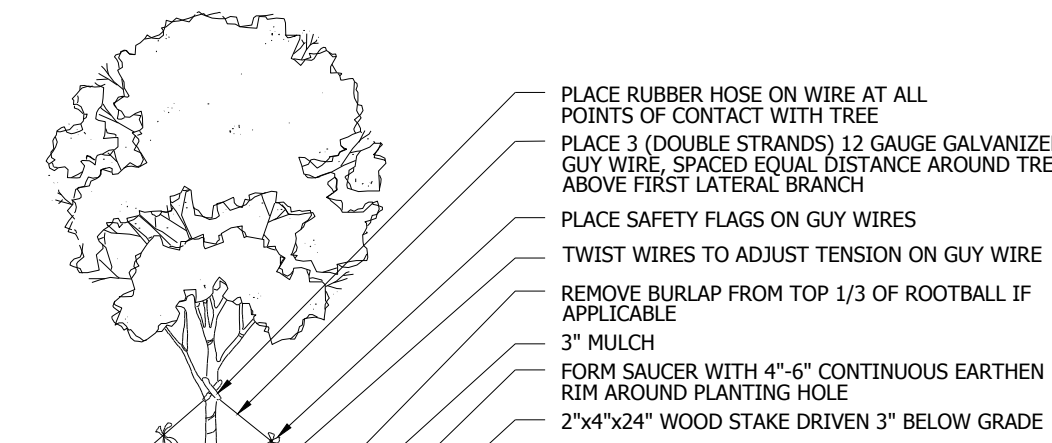 PLACE RUBBER HOSE ON WIRE AT ALL
POINTS OF CONTACT WITH TREE
PLACE 3 (DOUBLE STRANDS) 12 GAUGE GALVANIZE
GUY WIRE, SPACED EQUAL DISTANCE AROUND TRE
ABOVE FIRST LATERAL BRANCH
PLACE SAFETY FLAGS ON GUY WIRES
TWIST WIRES TO ADJUST TENSION ON GUY WIRE
REMOVE BURLAP FROM TOP 1/3 OF ROOTBALL IF
APPLICABLE
3" MULCH
FORM SAUCER WITH 4"-6" CONTINUOUS EARTHEN
RIM AROUND PLANTING HOLE
2"x4"x24" WOOD STAKE DRIVEN 3" BELOW GRADE